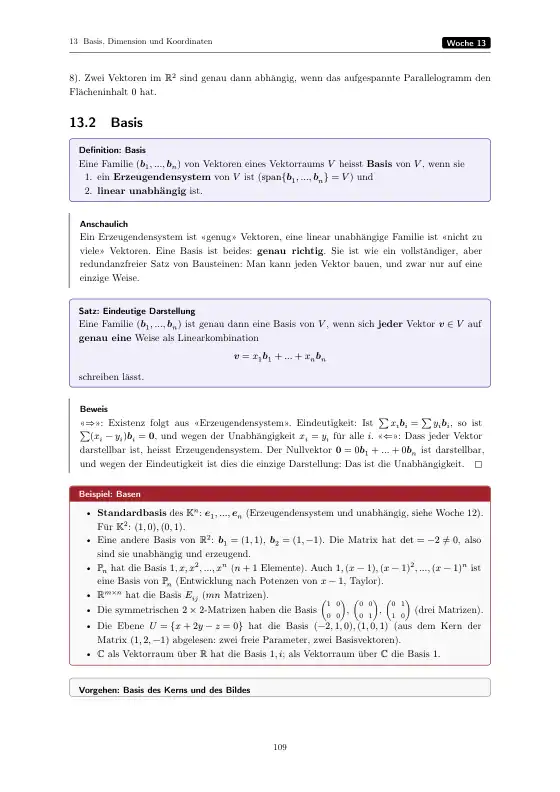 13 Basis, Dimension und Koordinaten
Woche 13
8). Zwei Vektoren im ℝ² sind genau dann abhängig, wenn das aufgespannte Parallelogramm den
Flächeninhalt 0 hat.
13.2 Basis
Definition: Basis
Eine Familie (b₁, ..., bₙ) von Vektoren eines Vektorraums V heisst Basis von V, wenn sie
1. ein Erzeugendensystem von V ist (span{b₁, ..., bₙ} = V) und
2. linear unabhängig ist.
Anschaulich
Ein Erzeugendensystem ist «genug» Vektoren, eine linear unabhängige Familie ist «nicht zu
viele» Vektoren. Eine Basis ist beides: genau richtig. Sie ist wie ein vollständiger, aber
redundanzfreier Satz von Bausteinen: Man kann jeden Vektor bauen, und zwar nur auf eine
einzige Weise.
Satz: Eindeutige Darstellung
Eine Familie (b₁, ..., bₙ) ist genau dann eine Basis von V, wenn sich jeder Vektor v ∈ V auf
genau eine Weise als Linearkombination
v = x₁b₁ + ... + xₙbₙ
schreiben lässt.
Beweis
«⇒»: Existenz folgt aus «Erzeugendensystem». Eindeutigkeit: Ist ∑ xᵢbᵢ = ∑ yᵢbᵢ, so ist
∑(xᵢ − yᵢ)bᵢ = 0, und wegen der Unabhängigkeit xᵢ = yᵢ für alle i. «⇐»: Dass jeder Vektor
darstellbar ist, heisst Erzeugendensystem. Der Nullvektor 0 = 0b₁ + ... + 0bₙ ist darstellbar,
und wegen der Eindeutigkeit ist dies die einzige Darstellung: Das ist die Unabhängigkeit. □
Beispiel: Basen
• Standardbasis des 𝕂ⁿ: e₁, ..., eₙ (Erzeugendensystem und unabhängig, siehe Woche 12).
Für 𝕂²: (1, 0), (0, 1).
• Eine andere Basis von ℝ²: b₁ = (1, 1), b₂ = (1, −1). Die Matrix hat det = −2 ≠ 0, also
sind sie unabhängig und erzeugend.
• ℙₙ hat die Basis 1, x, x², ..., xⁿ (n + 1 Elemente). Auch 1, (x − 1), (x − 1)², ..., (x − 1)ⁿ ist
eine Basis von ℙₙ (Entwicklung nach Potenzen von x − 1, Taylor).
• ℝᵐˣⁿ hat die Basis Eᵢⱼ (mn Matrizen).
• Die symmetrischen 2 × 2-Matrizen haben die Basis (1 0 0 0), (0 0 0 1), (0 1 1 0) (drei Matrizen).
• Die Ebene U = {x + 2y − z = 0} hat die Basis (−2, 1, 0), (1, 0, 1) (aus dem Kern der
Matrix (1, 2, −1) abgelesen: zwei freie Parameter, zwei Basisvektoren).
• ℂ als Vektorraum über ℝ hat die Basis 1, i; als Vektorraum über ℂ die Basis 1.
Vorgehen: Basis des Kerns und des Bildes
109